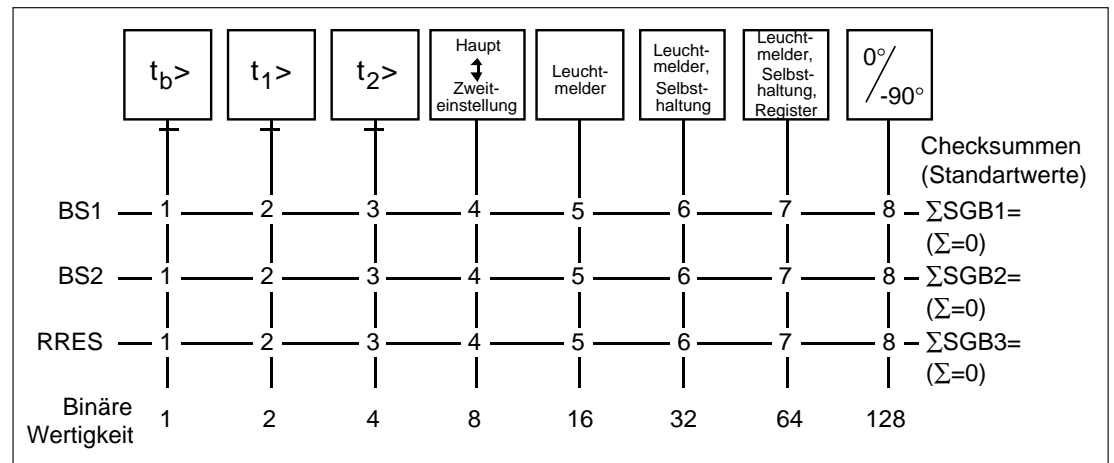 t_b>
t_1>
t_2>
Haupt
Zweit-
einstellung
Leucht-
melder
Leucht-
melder,
Selbst-
haltung
Leucht-
melder,
Selbst-
haltung,
Register
0°/-90°
Checksummen
(Standartwerte)
BS1 1 2 3 4 5 6 7 8 ∑SGB1=
(∑=0)
BS2 1 2 3 4 5 6 7 8 ∑SGB2=
(∑=0)
RRES 1 2 3 4 5 6 7 8 ∑SGB3=
(∑=0)
Binäre
Wertigkeit 1 2 4 8 16 32 64 128